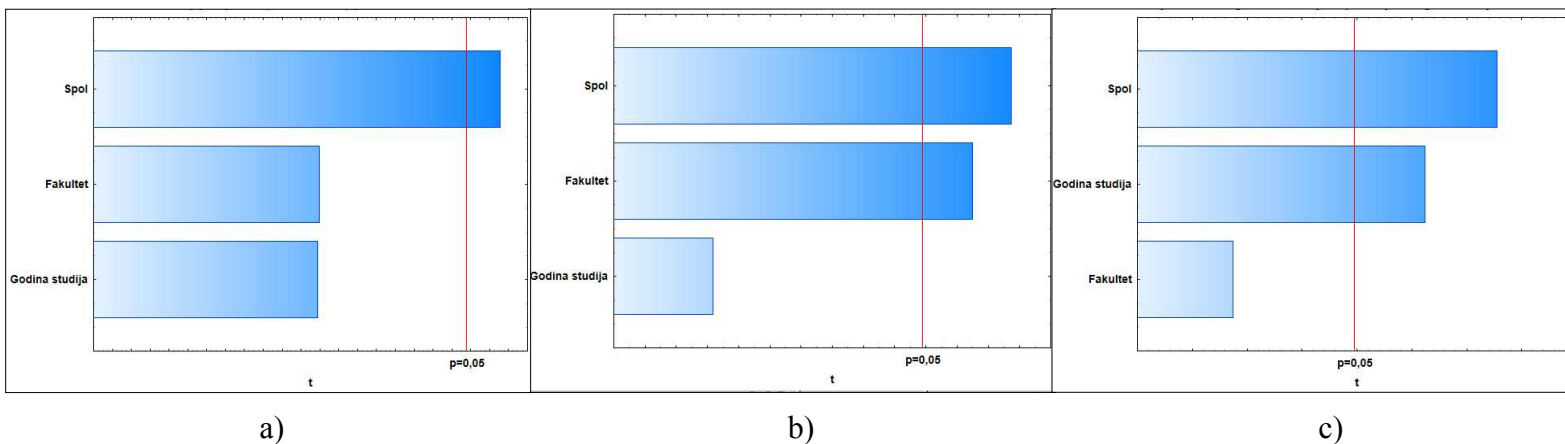 Spol
Fakultet
Godina studija
p=0,05
t
a)
Spol
Fakultet
Godina studija
p=0,05
t
b)
Spol
Godina studija
Fakultet
p=0,05
t
c)